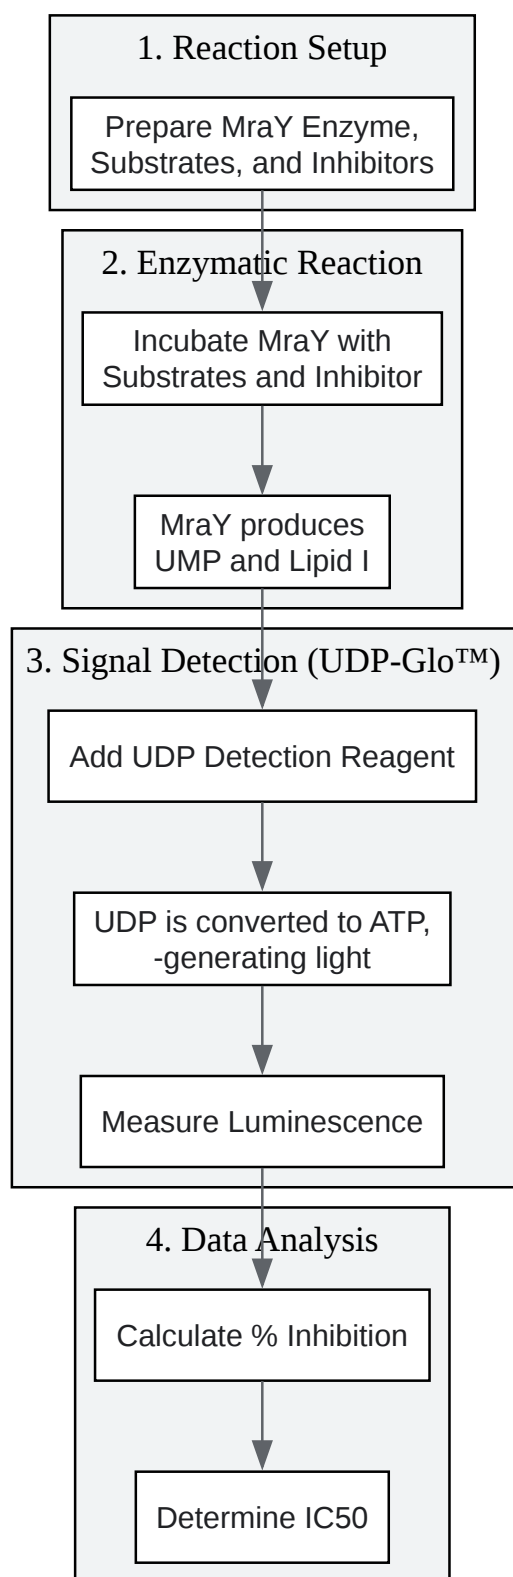 1. Reaction Setup
Prepare MraY Enzyme,
Substrates, and Inhibitors
2. Enzymatic Reaction
Incubate MraY with
Substrates and Inhibitor
MraY produces
UMP and Lipid I
3. Signal Detection (UDP-Glo™)
Add UDP Detection Reagent
UDP is converted to ATP,
-generating light
Measure Luminescence
4. Data Analysis
Calculate % Inhibition
Determine IC50